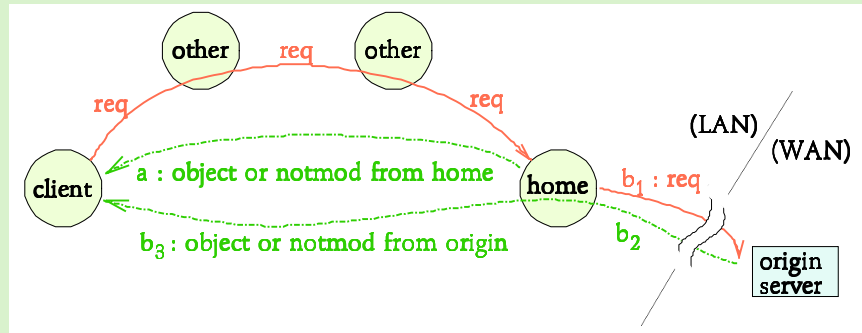 other
req
other
req
req
(LAN)
(WAN)
client
a : object or notmod from home
home
b₁ : req
b₃ : object or notmod from origin
b₂
origin
server